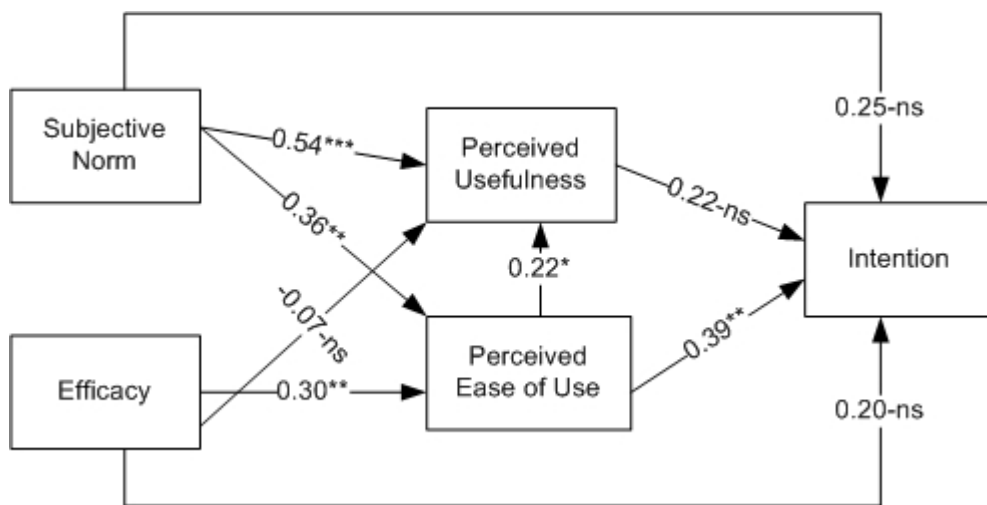 0.25-ns
Subjective
Norm
0.54***
Perceived
Usefulness
0.22-ns
0.36**
Intention
0.22*
-0.07-ns
Efficacy
0.30**
Perceived
Ease of Use
0.39**
0.20-ns